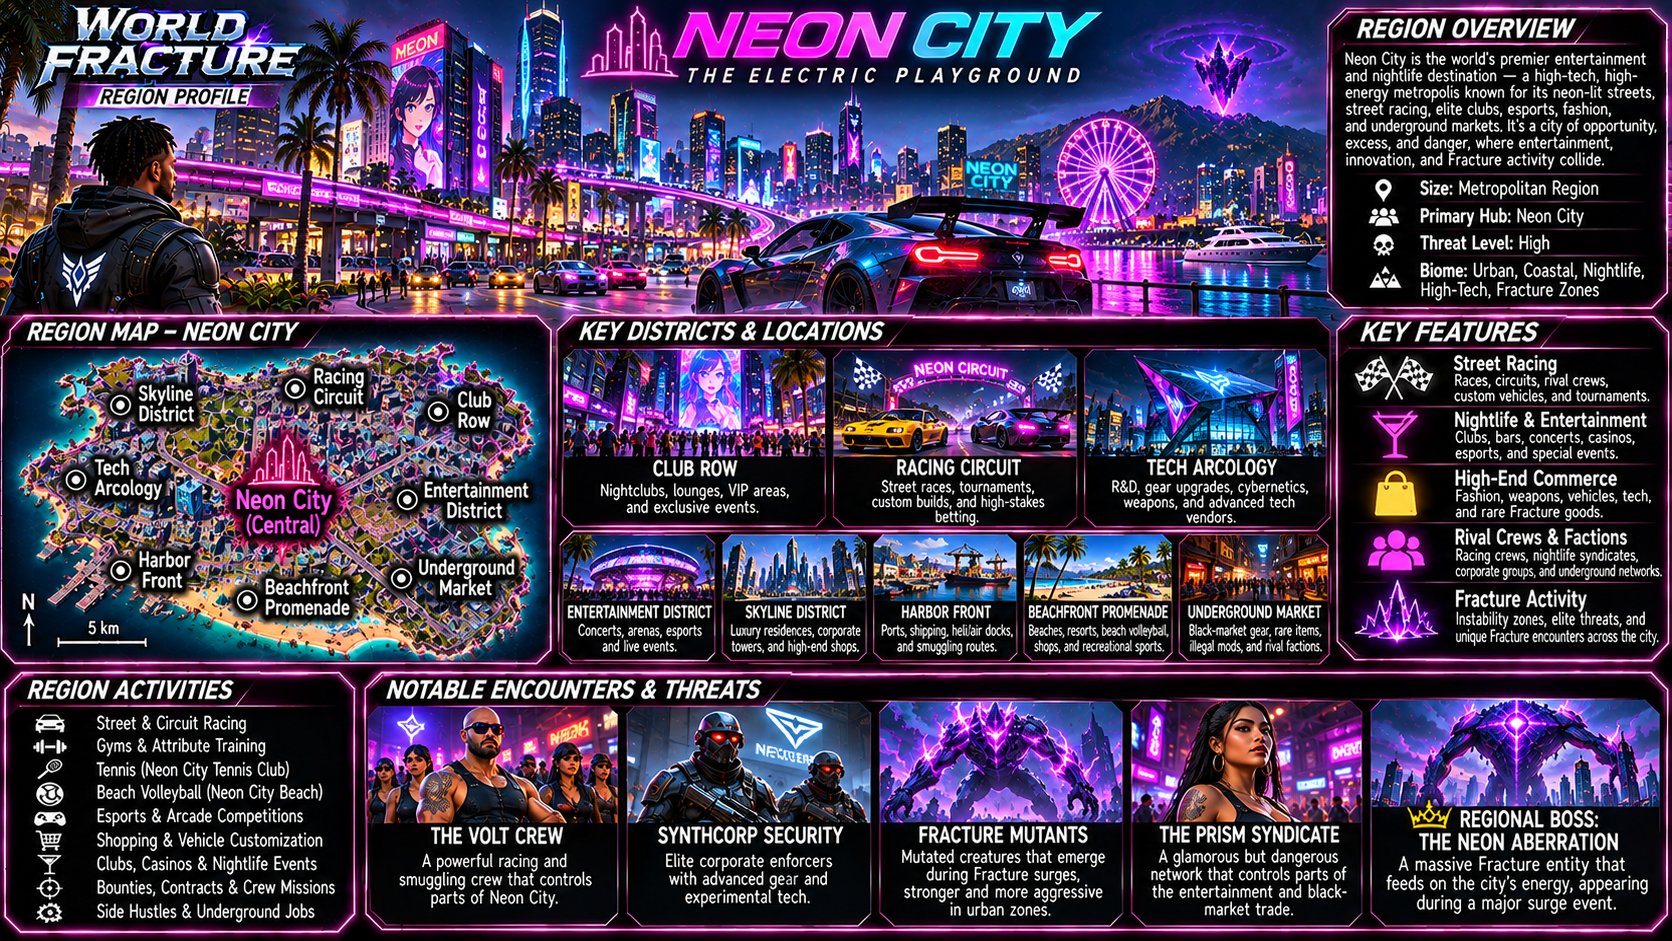 WORLD
FRACTURE
REGION PROFILE
MEON
NEON CITY
THE ELECTRIC PLAYGROUND
NEON
CITY
REGION OVERVIEW
Neon City is the world's premier entertainment
and nightlife destination — a high-tech, high-
energy metropolis known for its neon-lit streets,
street racing, elite clubs, esports, fashion,
and underground markets. It's a city of opportunity,
excess, and danger, where entertainment,
innovation, and Fracture activity collide.
Size: Metropolitan Region
Primary Hub: Neon City
Threat Level: High
Biome: Urban, Coastal, Nightlife,
High-Tech, Fracture Zones
REGION MAP – NEON CITY
Skyline
District
Racing
Circuit
Club
Row
Tech
Arcology
Neon City
(Central)
Entertainment
District
Harbor
Front
Beachfront
Promenade
Underground
Market
N
5 km
KEY DISTRICTS & LOCATIONS
CLUB ROW
Nightclubs, lounges, VIP areas,
and exclusive events.
NEON CIRCUIT
RACING CIRCUIT
Street races, tournaments,
custom builds, and high-stakes
betting.
TECH ARCOLOGY
R&D, gear upgrades, cybernetics,
weapons, and advanced tech
vendors.
ENTERTAINMENT DISTRICT
Concerts, arenas, esports
and live events.
SKYLINE DISTRICT
Luxury residences, corporate
towers, and high-end shops.
HARBOR FRONT
Ports, shipping, heli/air docks,
and smuggling routes.
BEACHFRONT PROMENADE
Beaches, resorts, beach volleyball,
shops, and recreational sports.
UNDERGROUND MARKET
Black-market gear, rare items,
illegal mods, and rival factions.
KEY FEATURES
Street Racing
Races, circuits, rival crews,
custom vehicles, and tournaments.
Nightlife & Entertainment
Clubs, bars, concerts, casinos,
esports, and special events.
High-End Commerce
Fashion, weapons, vehicles, tech,
and rare Fracture goods.
Rival Crews & Factions
Racing crews, nightlife syndicates,
corporate groups, and underground networks.
Fracture Activity
Instability zones, elite threats, and
unique Fracture encounters across the city.
REGION ACTIVITIES
Street & Circuit Racing
Gyms & Attribute Training
Tennis (Neon City Tennis Club)
Beach Volleyball (Neon City Beach)
Esports & Arcade Competitions
Shopping & Vehicle Customization
Clubs, Casinos & Nightlife Events
Bounties, Contracts & Crew Missions
Side Hustles & Underground Jobs
NOTABLE ENCOUNTERS & THREATS
THE VOLT CREW
A powerful racing and
smuggling crew that controls
parts of Neon City.
SYNTHCORP SECURITY
Elite corporate enforcers
with advanced gear and
experimental tech.
FRACTURE MUTANTS
Mutated creatures that emerge
during Fracture surges,
stronger and more aggressive
in urban zones.
THE PRISM SYNDICATE
A glamorous but dangerous
network that controls parts of
the entertainment and black-
market trade.
REGIONAL BOSS:
THE NEON ABERRATION
A massive Fracture entity that
feeds on the city's energy, appearing
during a major surge event.